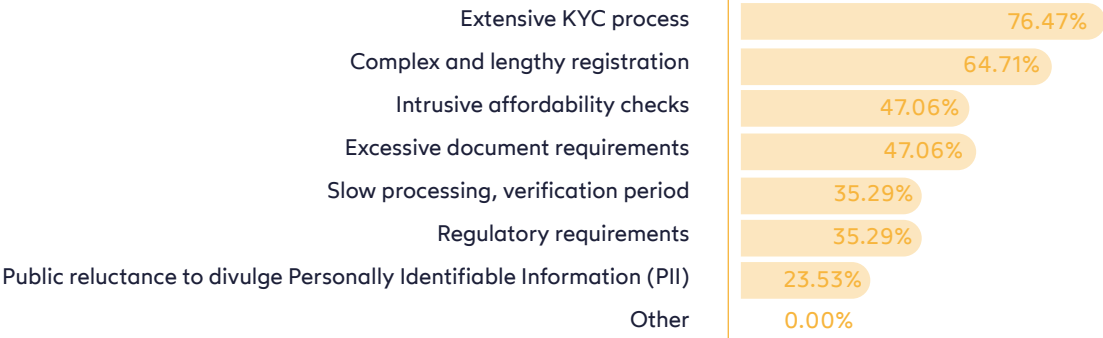 Extensive KYC process 76.47%
Complex and lengthy registration 64.71%
Intrusive affordability checks 47.06%
Excessive document requirements 47.06%
Slow processing, verification period 35.29%
Regulatory requirements 35.29%
Public reluctance to divulge Personally Identifiable Information (PII) 23.53%
Other 0.00%